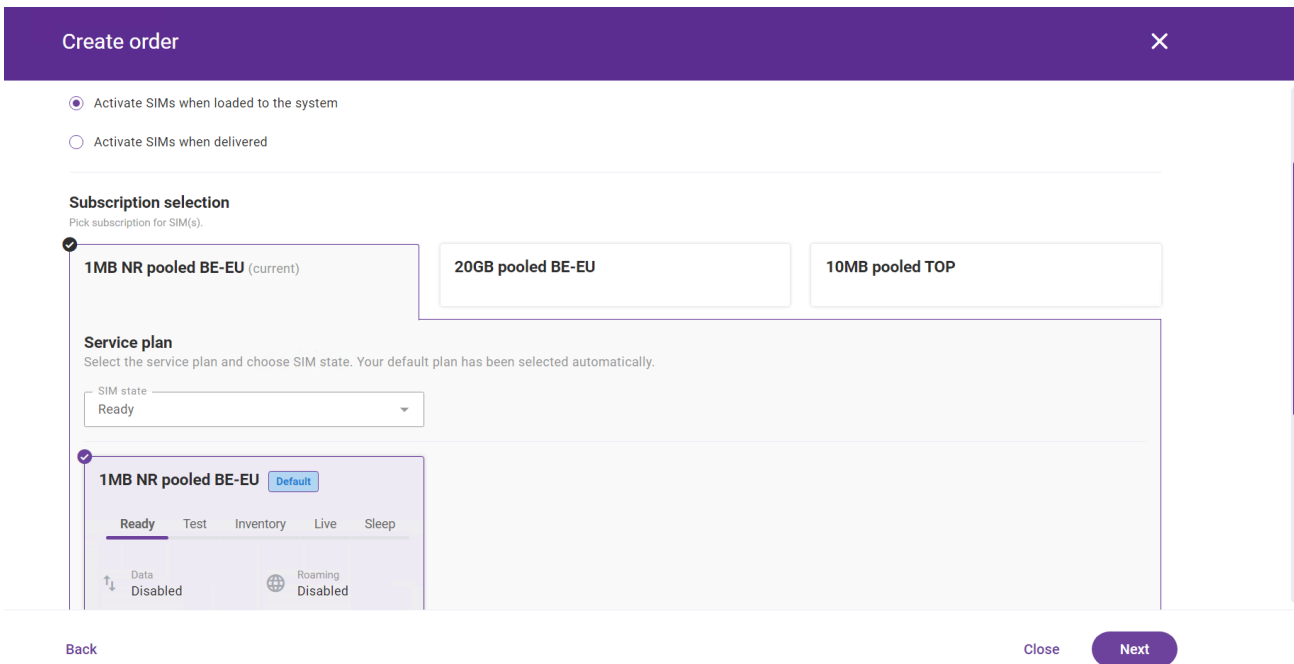 Create order
Activate SIMs when loaded to the system
Activate SIMs when delivered
Subscription selection
Pick subscription for SIM(s).
1MB NR pooled BE-EU (current)
20GB pooled BE-EU
10MB pooled TOP
Service plan
Select the service plan and choose SIM state. Your default plan has been selected automatically.
SIM state
Ready
1MB NR pooled BE-EU Default
Ready Test Inventory Live Sleep
Data Roaming
Disabled Disabled
Back Close Next